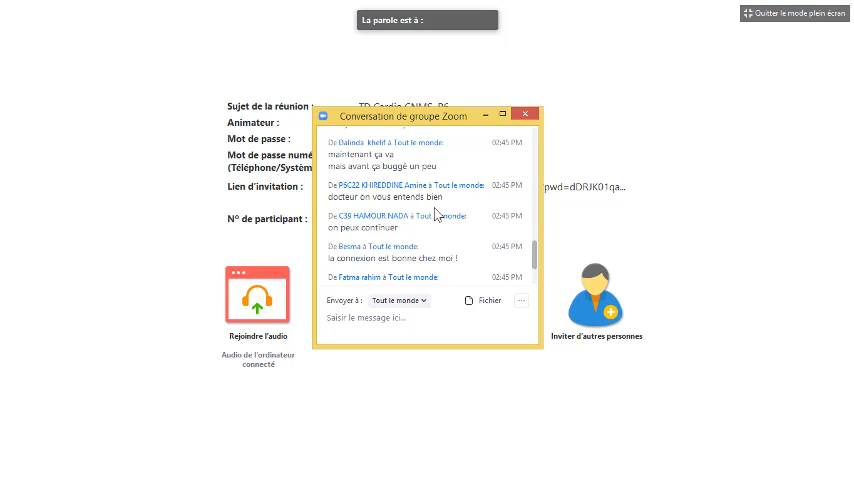 La parole est à :
Quitter le mode plein écran
Sujet de la réunion :
Animateur :
Mot de passe :
Mot de passe numé
(Téléphone/Systèm
Lien d'invitation :
pwd=dDRJK01qa...
Nº de participant :
Conversation de groupe Zoom
De Dalinda khelif à Tout le monde: 02:45 PM
maintenant ça va
mais avant ça buggé un peu
De P6C22 KHIREDDINE Amine à Tout le monde: 02:45 PM
docteur on vous entends bien
De C39 HAMOUR NADA à Tout le monde: 02:45 PM
on peux continuer
De Besma à Tout le monde: 02:45 PM
la connexion est bonne chez moi !
De Fatma rahim à Tout le monde: 02:45 PM
Envoyer à : Tout le monde Fichier
Saisir le message ici...
Rejoindre l'audio
Audio de l'ordinateur
connecté
Inviter d'autres personnes